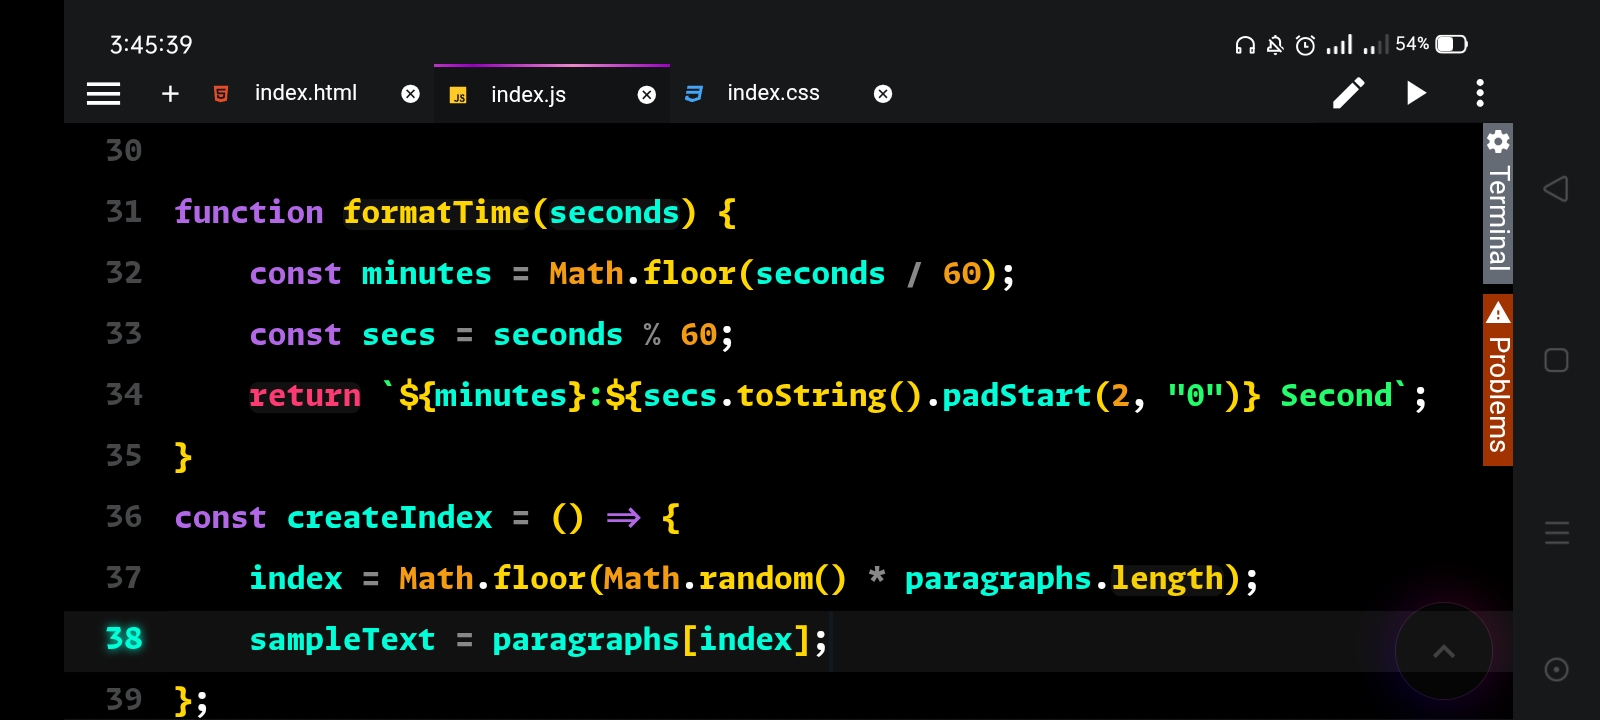 3:45:39 54%
+ index.html JS index.js index.css
30
31 function formatTime(seconds) {
32 const minutes = Math.floor(seconds / 60);
33 const secs = seconds % 60;
34 return `${minutes}:${secs.toString().padStart(2, "0")} Second`;
35 }
36 const createIndex = () => {
37 index = Math.floor(Math.random() * paragraphs.length);
38 sampleText = paragraphs[index];
39 };
Terminal
Problems